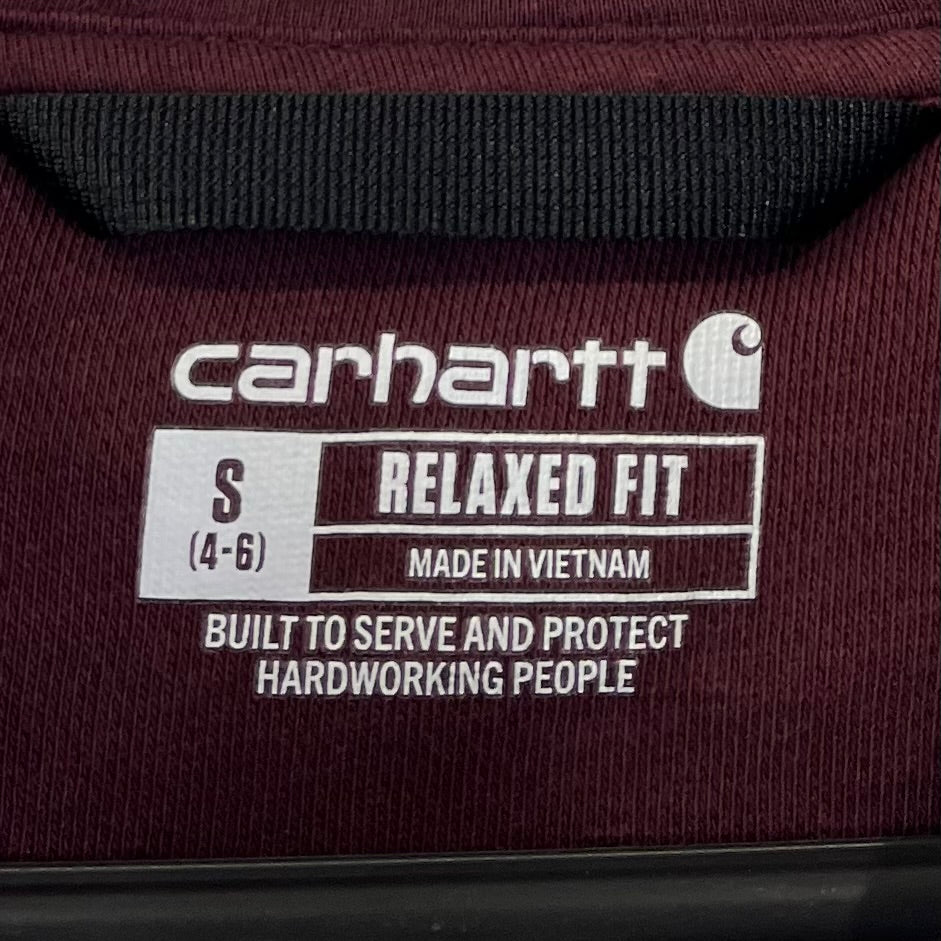 carhartt
S
(4-6)
RELAXED FIT
MADE IN VIETNAM
BUILT TO SERVE AND PROTECT
HARDWORKING PEOPLE